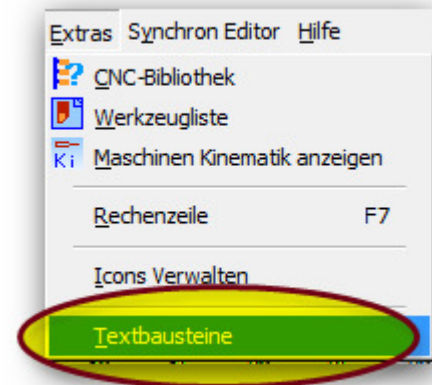 Extras Synchron Editor Hilfe
CNC-Bibliothek
Werkzeugliste
Ki Maschinen Kinematik anzeigen
Rechenzeile F7
Icons Verwalten
Textbausteine